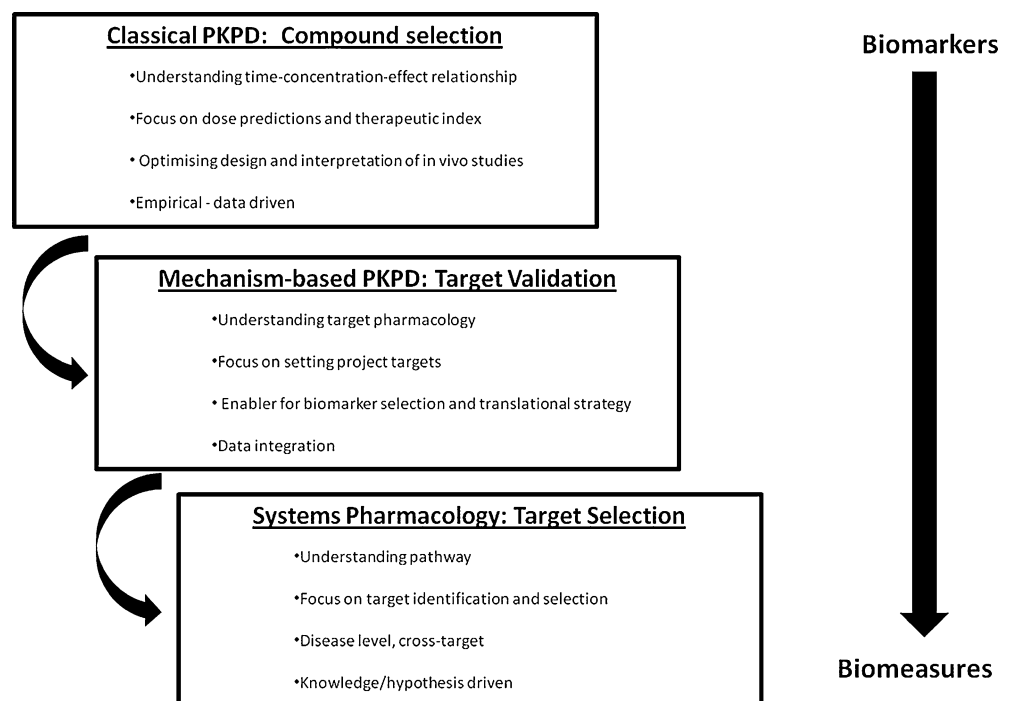 Classical PKPD:  Compound selection
•Understanding time-concentration-effect relationship
•Focus on dose predictions and therapeutic index
• Optimising design and interpretation of in vivo studies
•Empirical - data driven
Mechanism-based PKPD: Target Validation
•Understanding target pharmacology
•Focus on setting project targets
• Enabler for biomarker selection and translational strategy
•Data integration
Systems Pharmacology: Target Selection
•Understanding pathway
•Focus on target identification and selection
•Disease level, cross-target
•Knowledge/hypothesis driven
Biomarkers
Biomeasures